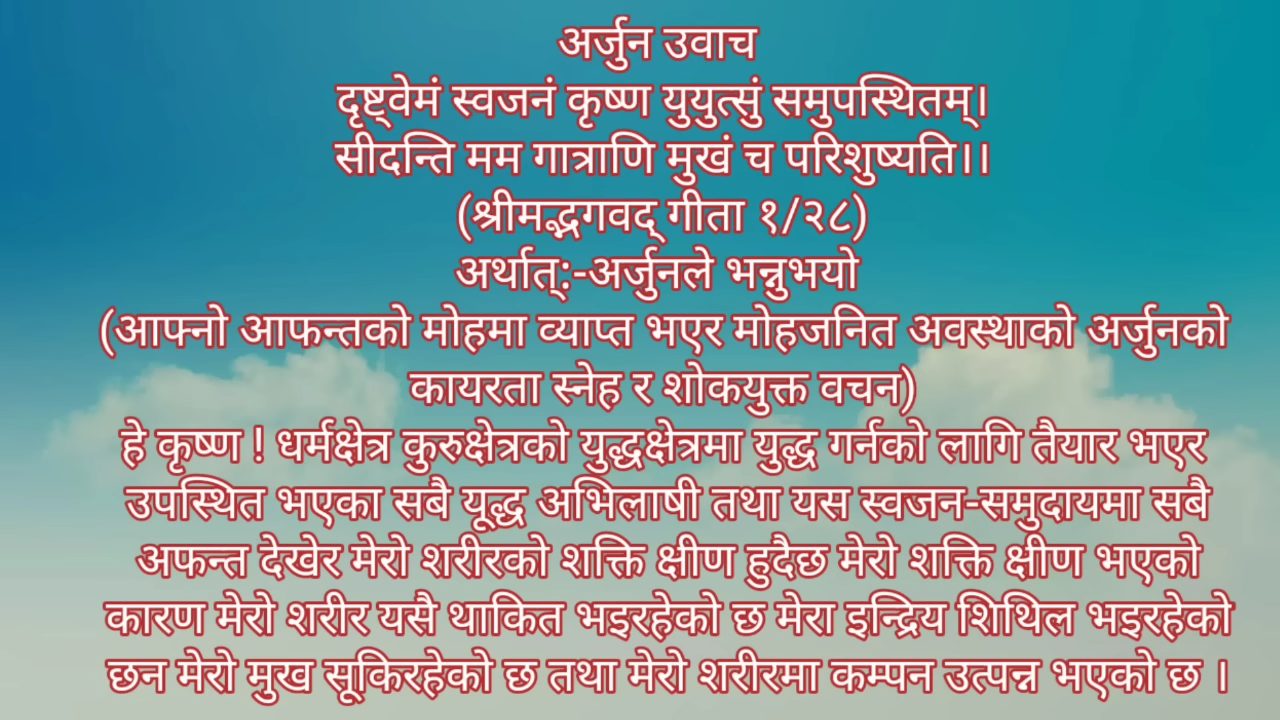 अर्जुन उवाच
दृष्ट्वेमं स्वजनं कृष्ण युयुत्सुं समुपस्थितम्।
सीदन्ति मम गात्राणि मुखं च परिशुष्यति।।
(श्रीमद्भगवद् गीता १/२८)
अर्थात्:-अर्जुनले भन्नुभयो
(आफ्नो आफन्तको मोहमा व्याप्त भएर मोहजनित अवस्थाको अर्जुनको
कायरता स्नेह र शोकयुक्त वचन)
हे कृष्ण ! धर्मक्षेत्र कुरुक्षेत्रको युद्धक्षेत्रमा युद्ध गर्नको लागि तैयार भएर
उपस्थित भएका सबै यूद्ध अभिलाषी तथा यस स्वजन-समुदायमा सबै
अफन्त देखेर मेरो शरीरको शक्ति क्षीण हुदैछ मेरो शक्ति क्षीण भएको
कारण मेरो शरीर यसै थाकित भइरहेको छ मेरा इन्द्रिय शिथिल भइरहेको
छन मेरो मुख सूकिरहेको छ तथा मेरो शरीरमा कम्पन उत्पन्न भएको छ ।